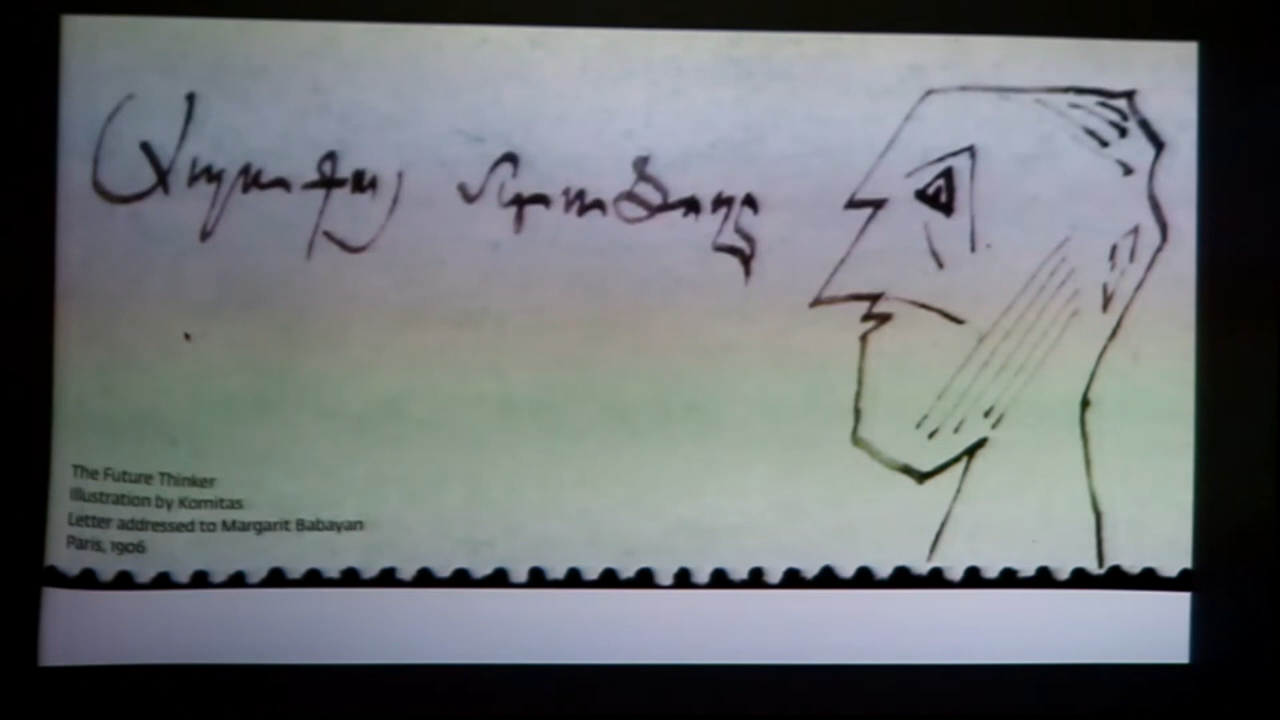 The Future Thinker
Illustration by Komitas
Letter addressed to Margarit Babayan
Paris, 1906